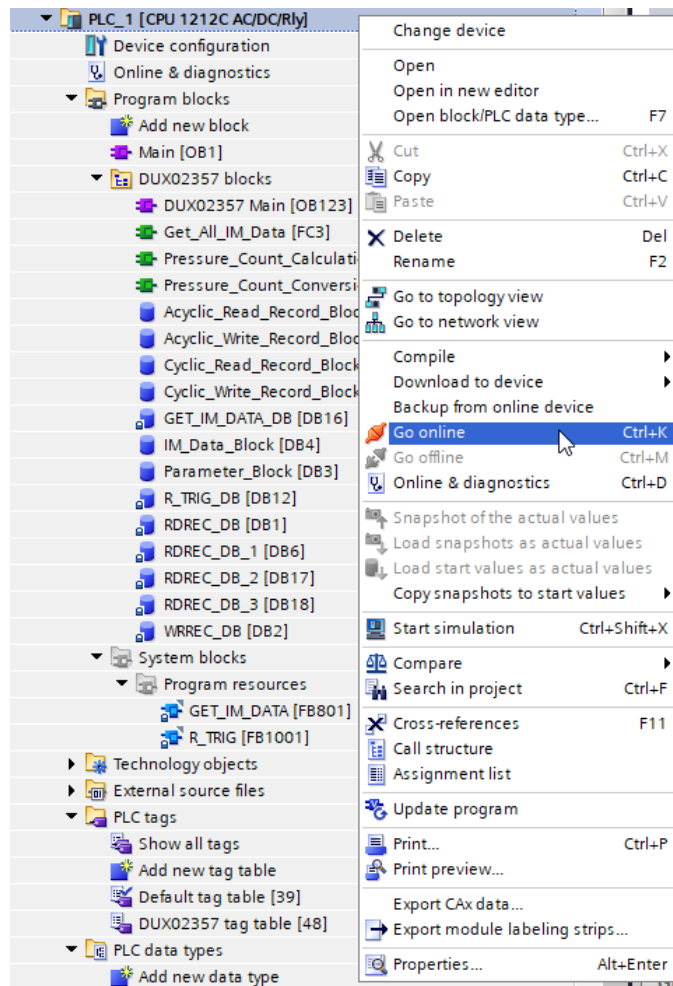 PLC_1 [CPU 1212C AC/DC/Rly]
Device configuration
Online & diagnostics
Program blocks
Add new block
Main [OB1]
DUX02357 blocks
DUX02357 Main [OB123]
Get_All_IM_Data [FC3]
Pressure_Count_Calculati
Pressure_Count_Conversi
Acyclic_Read_Record_Bloc
Acyclic_Write_Record_Bloc
Cyclic_Read_Record_Block
Cyclic_Write_Record_Block
GET_IM_DATA_DB [DB16]
IM_Data_Block [DB4]
Parameter_Block [DB3]
R_TRIG_DB [DB12]
RDREC_DB [DB1]
RDREC_DB_1 [DB6]
RDREC_DB_2 [DB17]
RDREC_DB_3 [DB18]
WRREC_DB [DB2]
System blocks
Program resources
GET_IM_DATA [FB801]
R_TRIG [FB1001]
Technology objects
External source files
PLC tags
Show all tags
Add new tag table
Default tag table [39]
DUX02357 tag table [48]
PLC data types
Add new data type
Change device
Open
Open in new editor
Open block/PLC data type... F7
Cut Ctrl+X
Copy Ctrl+C
Paste Ctrl+V
Delete Del
Rename F2
Go to topology view
Go to network view
Compile
Download to device
Backup from online device
Go online Ctrl+K
Go offline Ctrl+M
Online & diagnostics Ctrl+D
Snapshot of the actual values
Load snapshots as actual values
Load start values as actual values
Copy snapshots to start values
Start simulation Ctrl+Shift+X
Compare
Search in project Ctrl+F
Cross-references F11
Call structure
Assignment list
Update program
Print... Ctrl+P
Print preview...
Export CAx data...
Export module labeling strips...
Properties... Alt+Enter